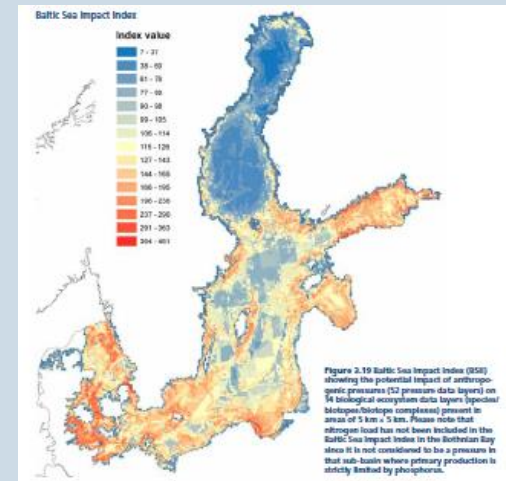 Baltic Sea Impact Index
Index value
7 - 37
38 - 60
61 - 76
90 - 98
99 - 105
106 - 114
115 - 126
127 - 143
144 - 165
166 - 195
196 - 236
237 - 290
291 - 363
364 - 461
Figure 3.19 Baltic Sea Impact Index (BSII)
showing the potential impact of anthropo-
genic pressures (52 pressure data layers) on
14 biological ecosystem data layers (species/
biotopes/biotope complexes) present in
areas of 5 km x 5 km. Please note that
nitrogen load has not been included in the
Baltic Sea Impact Index in the Bothnian Bay
since it is not considered to be a pressure in
that sub-basin where primary production is
strictly limited by phosphorus.